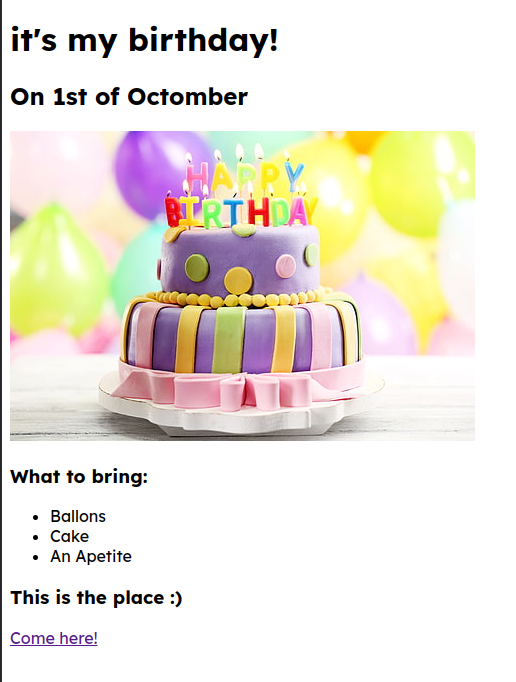 it's my birthday!
On 1st of Octomber
HAPPY
BIRTHDAY
What to bring:
Ballons
Cake
An Apetite
This is the place :)
Come here!